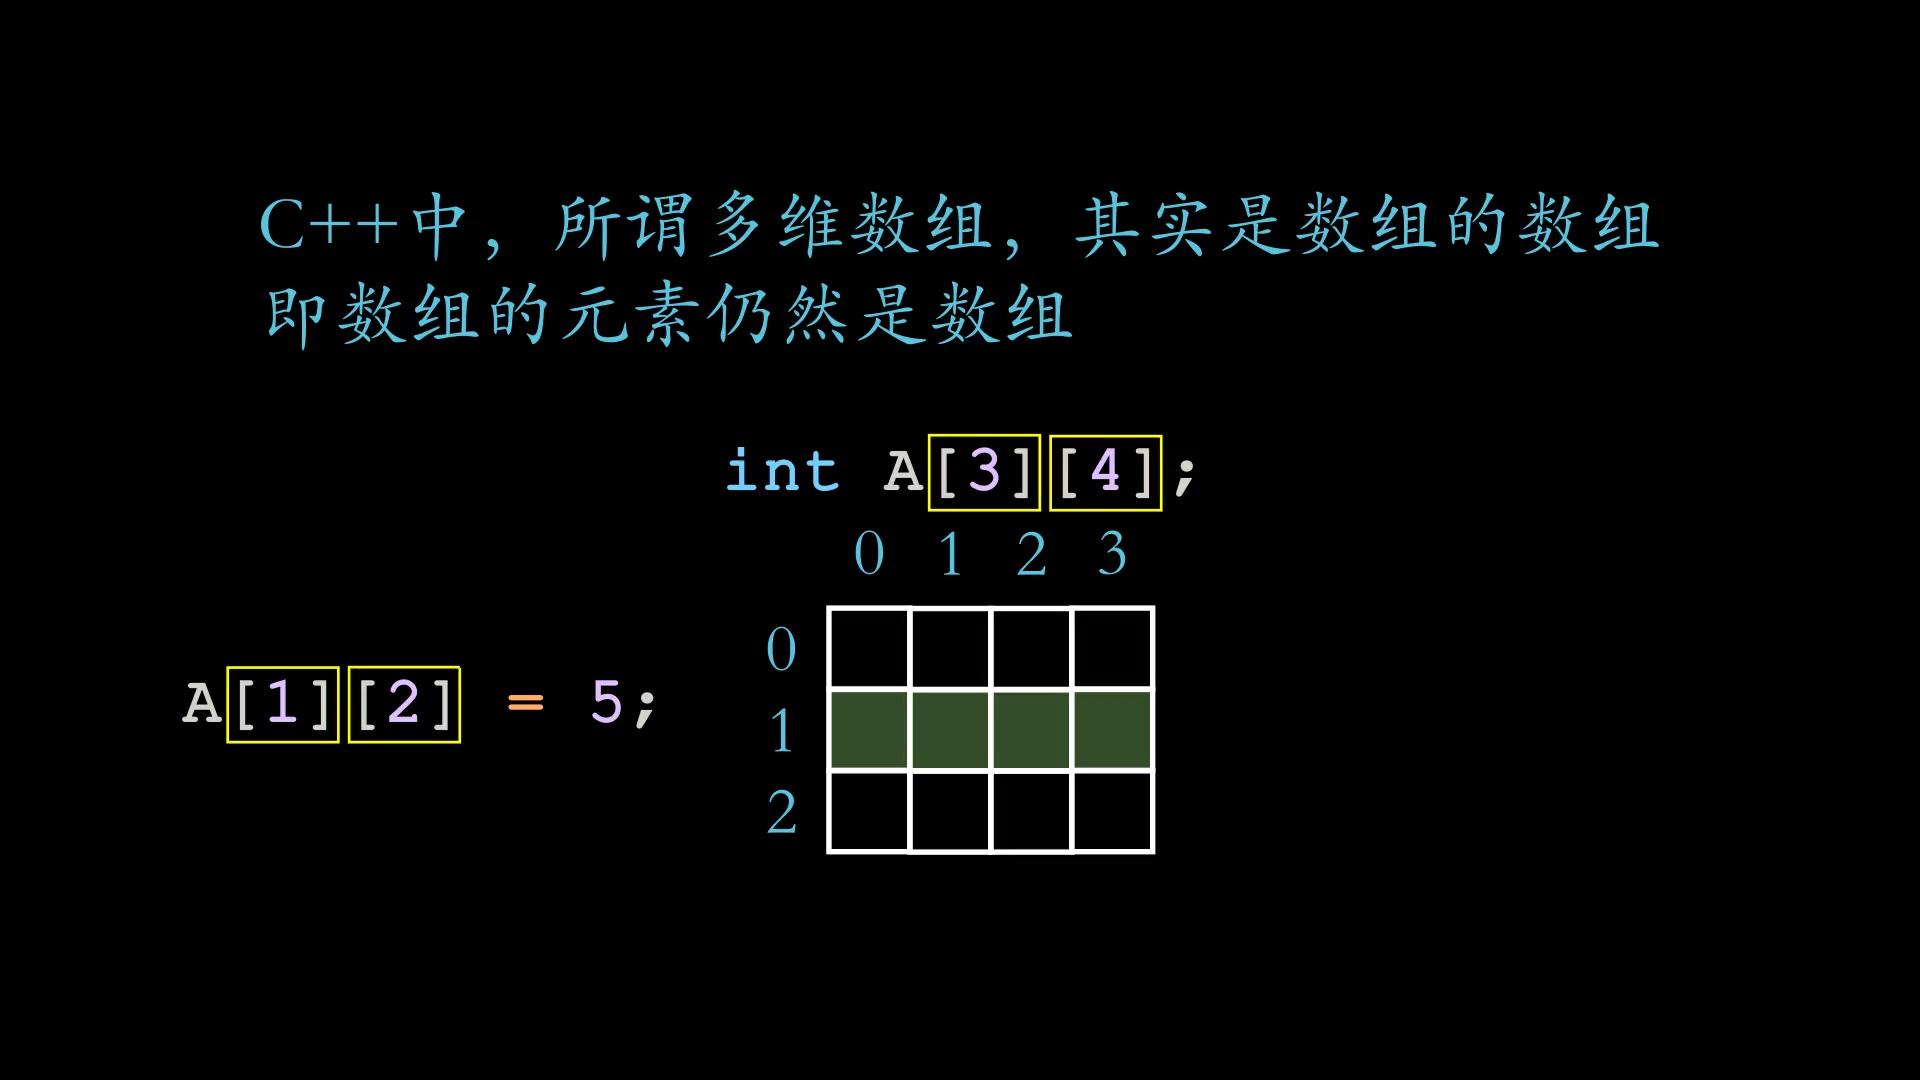 C++中，所谓多维数组，其实是数组的数组
即数组的元素仍然是数组
int A[3][4];
0 1 2 3
0
A[1][2] = 5;
1
2